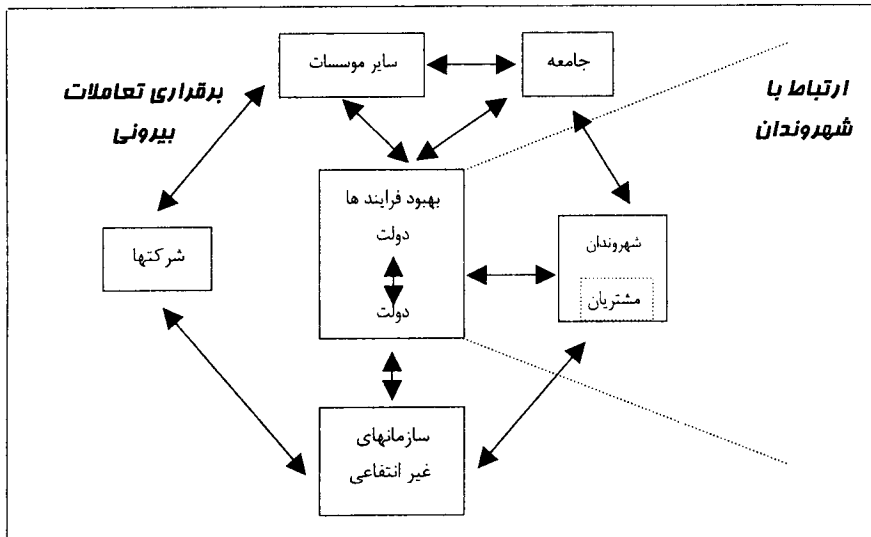 سایر موسسات
جامعه
برقراری تعاملات
بیرونی
ارتباط با
شهروندان
بهبود فرایند ها
دولت
دولت
شرکتها
شهروندان
مشتریان
سازمانهای
غیر انتفاعی